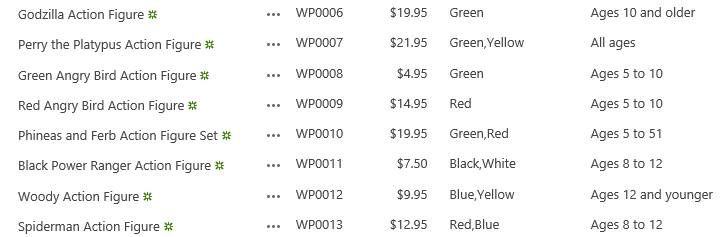 Godzilla Action Figure ... WP0006 $19.95 Green Ages 10 and older
Perry the Platypus Action Figure ... WP0007 $21.95 Green,Yellow All ages
Green Angry Bird Action Figure ... WP0008 $4.95 Green Ages 5 to 10
Red Angry Bird Action Figure ... WP0009 $14.95 Red Ages 5 to 10
Phineas and Ferb Action Figure Set ... WP0010 $19.95 Green,Red Ages 5 to 51
Black Power Ranger Action Figure ... WP0011 $7.50 Black,White Ages 8 to 12
Woody Action Figure ... WP0012 $9.95 Blue,Yellow Ages 12 and younger
Spiderman Action Figure ... WP0013 $12.95 Red,Blue Ages 8 to 12